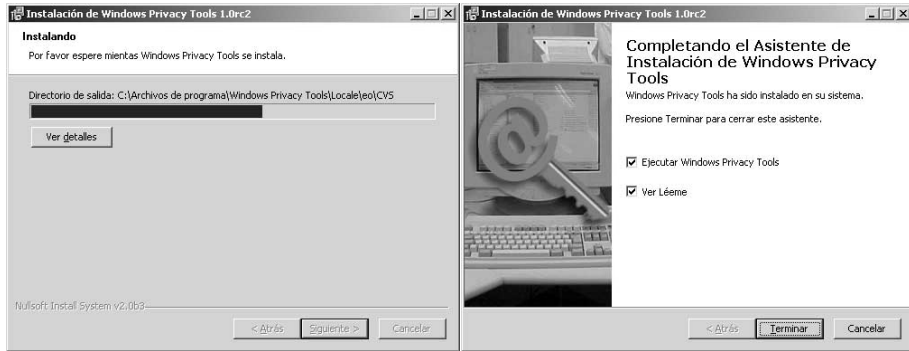 Instalación de Windows Privacy Tools 1.0rc2
Instalando
Por favor espere mientas Windows Privacy Tools se instala.
Directorio de salida: C:\Archivos de programa\Windows Privacy Tools\Locale\eo\CVS
Ver detalles
Nullsoft Install System v2.0b3
< Atrás
Siguiente >
Cancelar
Instalación de Windows Privacy Tools 1.0rc2
Completando el Asistente de
Instalación de Windows Privacy
Tools
Windows Privacy Tools ha sido instalado en su sistema.
Presione Terminar para cerrar este asistente.
Ejecutar Windows Privacy Tools
Ver Léeme
< Atrás
Terminar
Cancelar